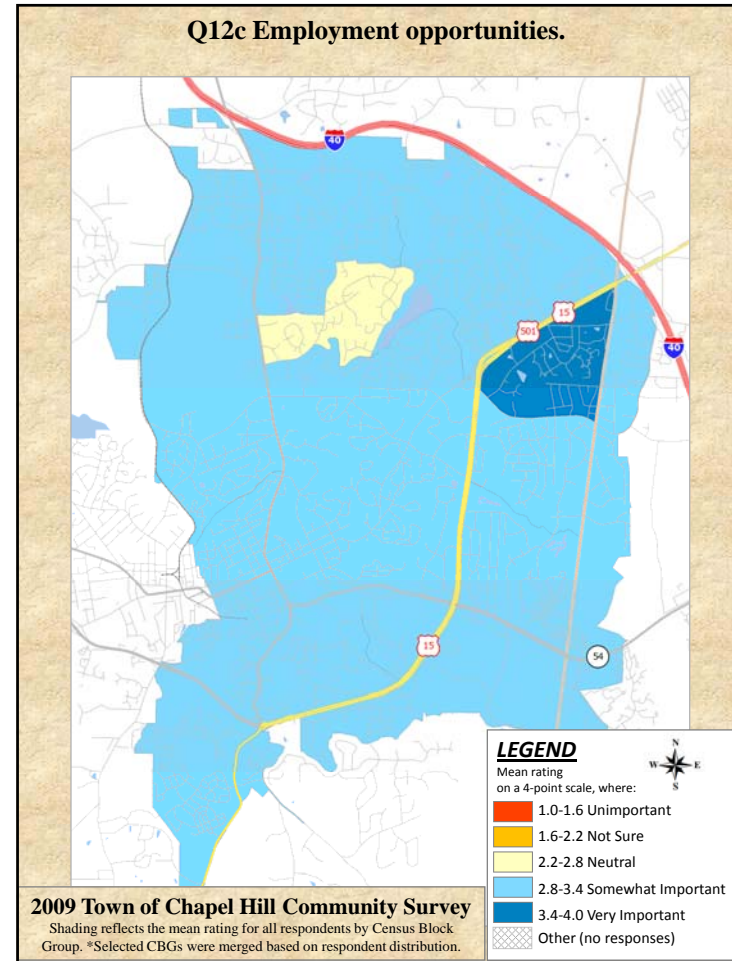 Q12c Employment opportunities.
40
15
501
40
15
54
LEGEND
Mean rating
on a 4-point scale, where:
N
W E
S
1.0-1.6 Unimportant
1.6-2.2 Not Sure
2.2-2.8 Neutral
2.8-3.4 Somewhat Important
3.4-4.0 Very Important
Other (no responses)
2009 Town of Chapel Hill Community Survey
Shading reflects the mean rating for all respondents by Census Block
Group. *Selected CBGs were merged based on respondent distribution.